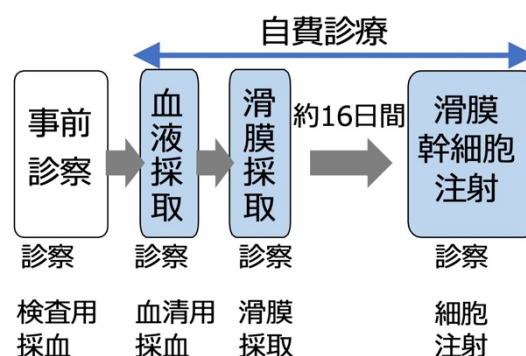 自費診療
事前
診察
血液採取
滑膜採取
約16日間
滑膜
幹細胞
注射
診察 診察 診察 診察
検査用 血清用 滑膜 細胞
採血 採血 採取 注射